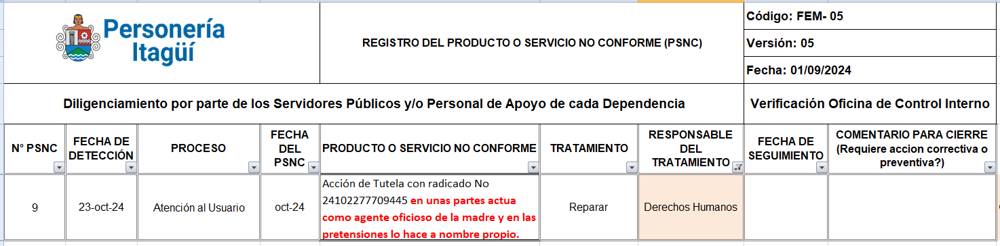 Personería
Itagüí
REGISTRO DEL PRODUCTO O SERVICIO NO CONFORME (PSNC)
Código: FEM- 05
Versión: 05
Fecha: 01/09/2024
Diligenciamiento por parte de los Servidores Públicos y/o Personal de Apoyo de cada Dependencia
Verificación Oficina de Control Interno
N° PSNC
FECHA DE
DETECCIÓN
PROCESO
FECHA
DEL
PSNC
PRODUCTO O SERVICIO NO CONFORME
TRATAMIENTO
RESPONSABLE
DEL
TRATAMIENTO
FECHA DE
SEGUIMIENTO
COMENTARIO PARA CIERRE
(Requiere accion correctiva o
preventiva?)
9
23-oct-24
Atención al Usuario
oct-24
Acción de Tutela con radicado No
24102277709445 en unas partes actua
como agente oficioso de la madre y en las
pretensiones lo hace a nombre propio.
Reparar
Derechos Humanos